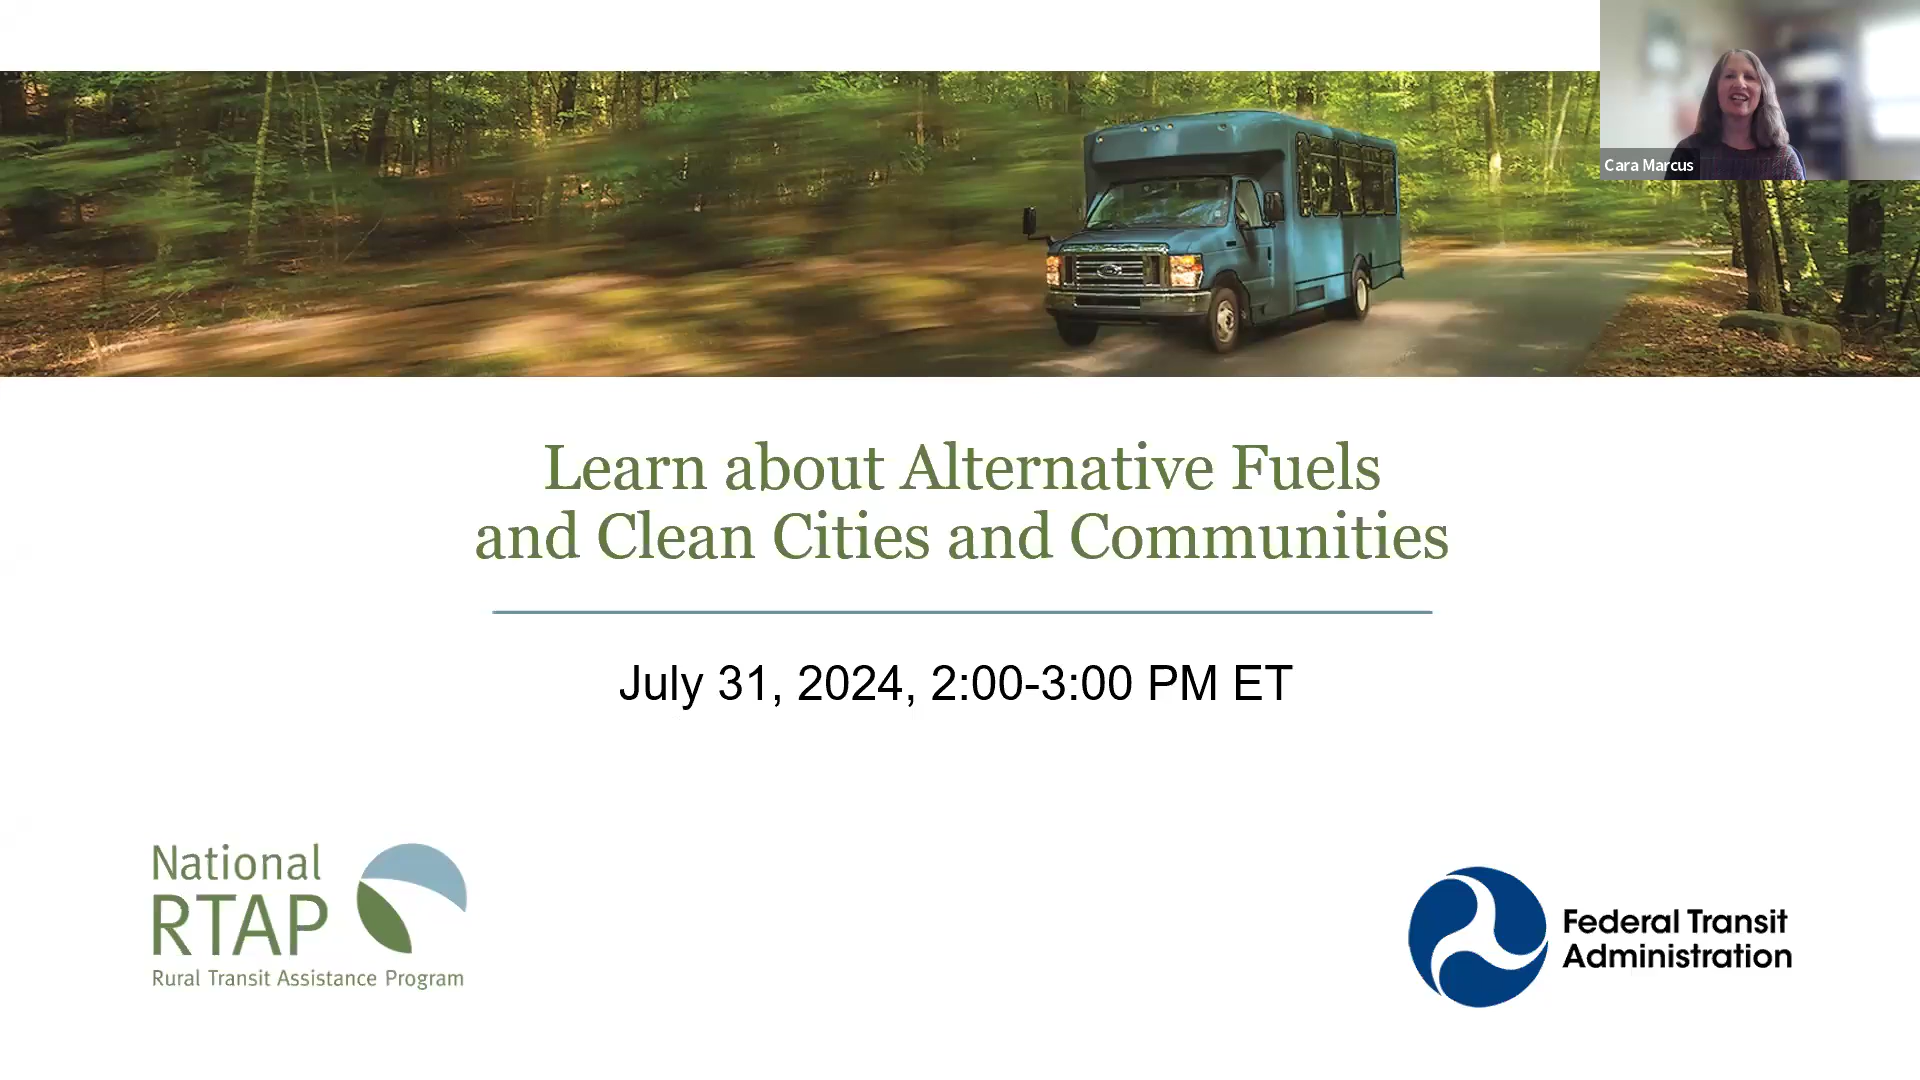 Cara Marcus
Learn about Alternative Fuels
and Clean Cities and Communities
July 31, 2024, 2:00-3:00 PM ET
National
RTAP
Rural Transit Assistance Program
Federal Transit
Administration